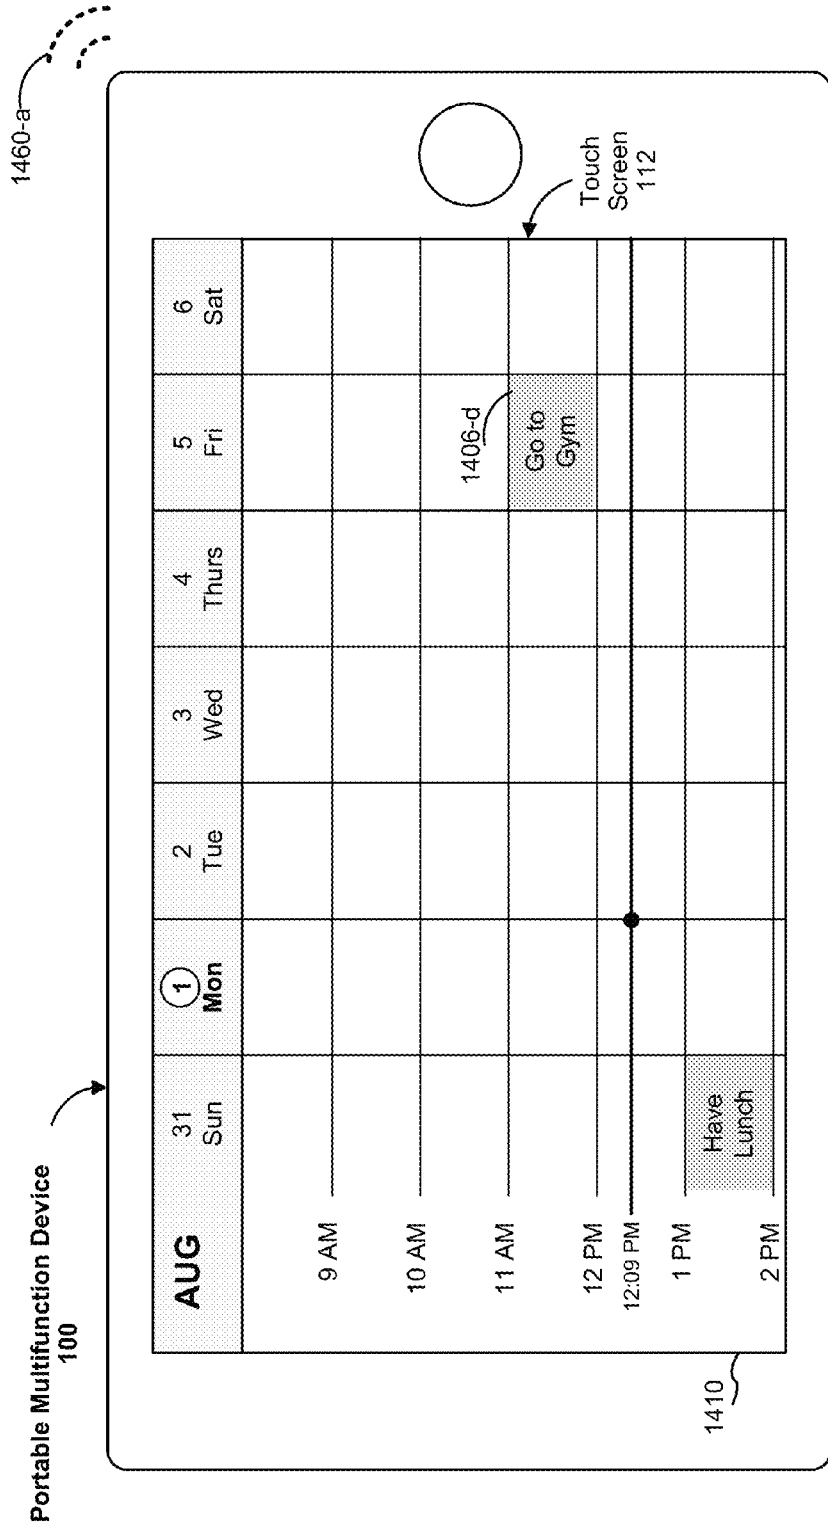 Portable Multifunction Device
100
1460-a
AUG
31
Sun
1
Mon
2
Tue
3
Wed
4
Thurs
5
Fri
6
Sat
9 AM
10 AM
11 AM
12 PM
12:09 PM
1 PM
2 PM
1406-d
Go to
Gym
Have
Lunch
Touch
Screen
112
1410